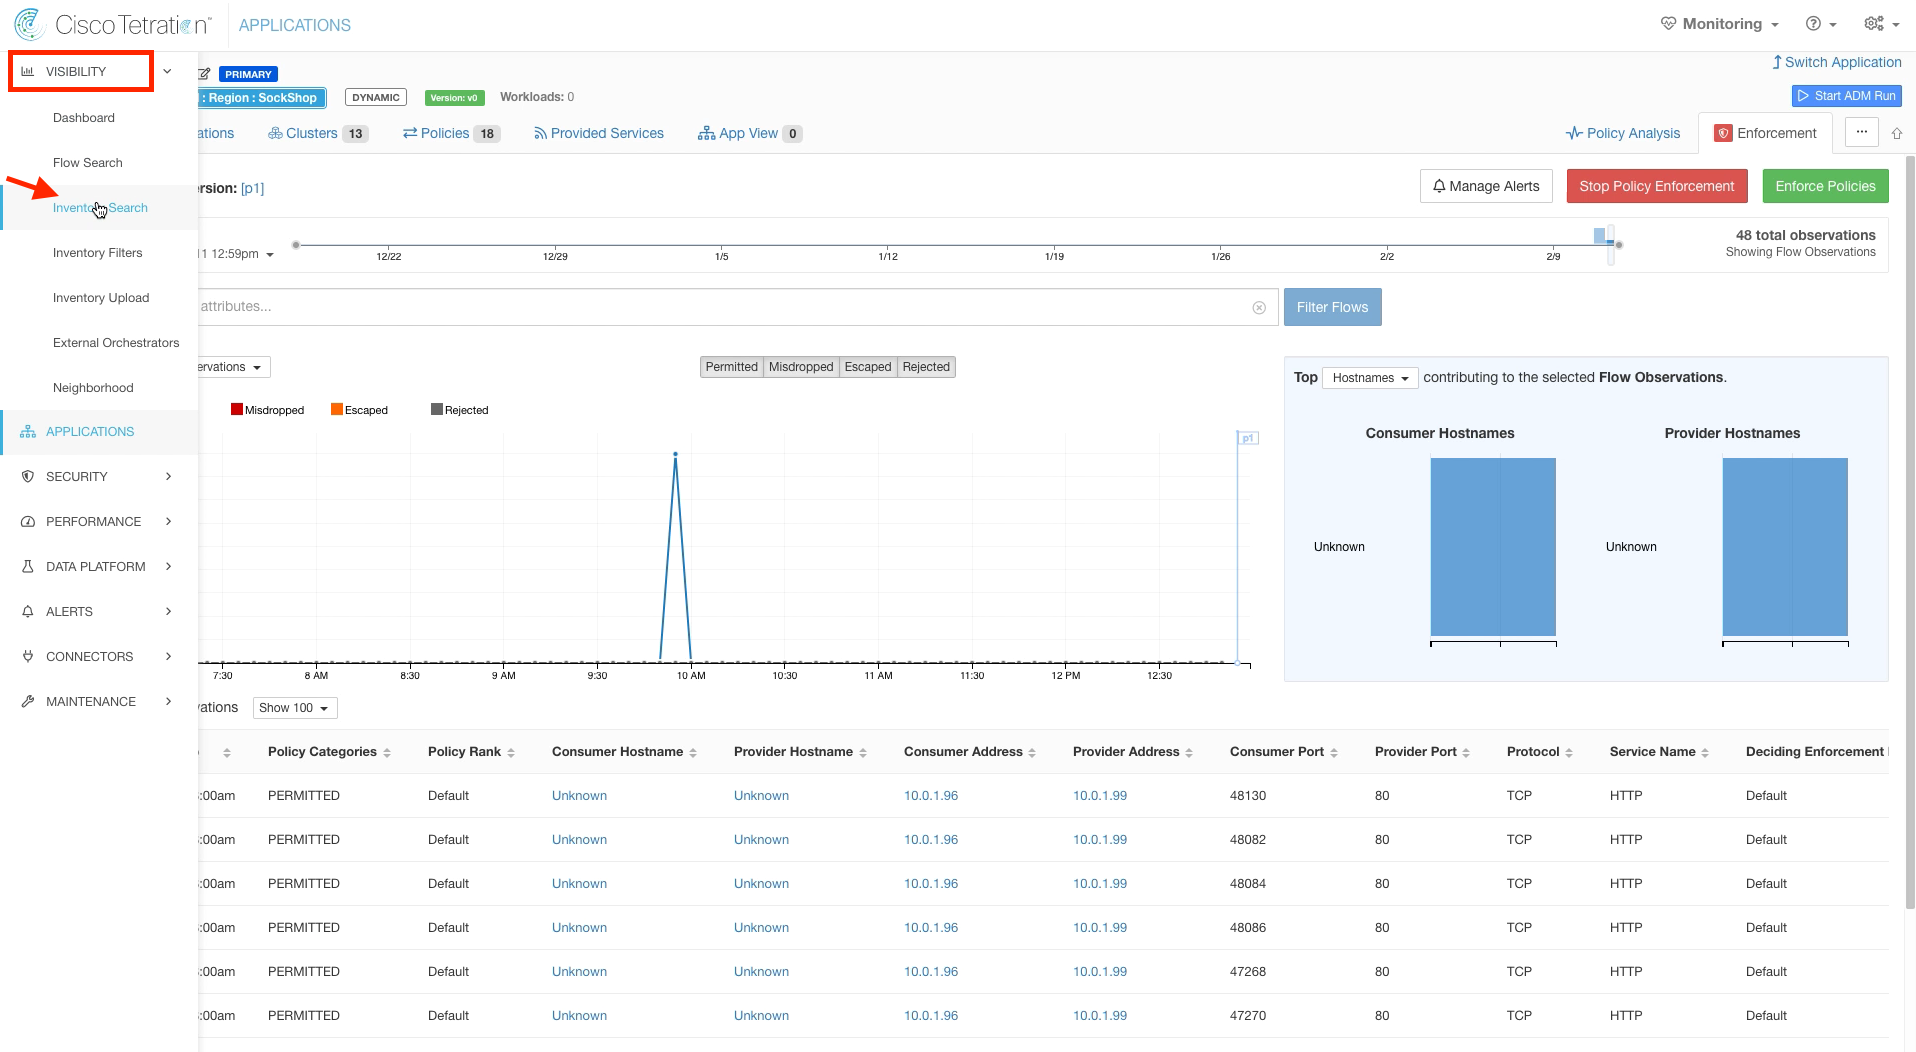 Cisco Tetration™
APPLICATIONS
Monitoring
VISIBILITY
Dashboard
Flow Search
Inventory Search
Inventory Filters
Inventory Upload
External Orchestrators
Neighborhood
APPLICATIONS
SECURITY
PERFORMANCE
DATA PLATFORM
ALERTS
CONNECTORS
MAINTENANCE
PRIMARY
Switch Application
: Region : SockShop DYNAMIC Version: v0 Workloads: 0
Start ADM Run
ations Clusters 13 Policies 18 Provided Services App View 0 Policy Analysis Enforcement ...
ersion: [p1]
Manage Alerts Stop Policy Enforcement Enforce Policies
11 12:59pm
12/22 12/29 1/5 1/12 1/19 1/26 2/2 2/9
48 total observations
Showing Flow Observations
attributes...
Filter Flows
ervations
Permitted Misdropped Escaped Rejected
Misdropped Escaped Rejected
p1
7:30 8 AM 8:30 9 AM 9:30 10 AM 10:30 11 AM 11:30 12 PM 12:30
Top Hostnames contributing to the selected Flow Observations.
Consumer Hostnames Provider Hostnames
Unknown Unknown
vations Show 100
Policy Categories Policy Rank Consumer Hostname Provider Hostname Consumer Address Provider Address Consumer Port Provider Port Protocol Service Name Deciding Enforcement
:00am PERMITTED Default Unknown Unknown 10.0.1.96 10.0.1.99 48130 80 TCP HTTP Default
:00am PERMITTED Default Unknown Unknown 10.0.1.96 10.0.1.99 48082 80 TCP HTTP Default
:00am PERMITTED Default Unknown Unknown 10.0.1.96 10.0.1.99 48084 80 TCP HTTP Default
:00am PERMITTED Default Unknown Unknown 10.0.1.96 10.0.1.99 48086 80 TCP HTTP Default
:00am PERMITTED Default Unknown Unknown 10.0.1.96 10.0.1.99 47268 80 TCP HTTP Default
:00am PERMITTED Default Unknown Unknown 10.0.1.96 10.0.1.99 47270 80 TCP HTTP Default